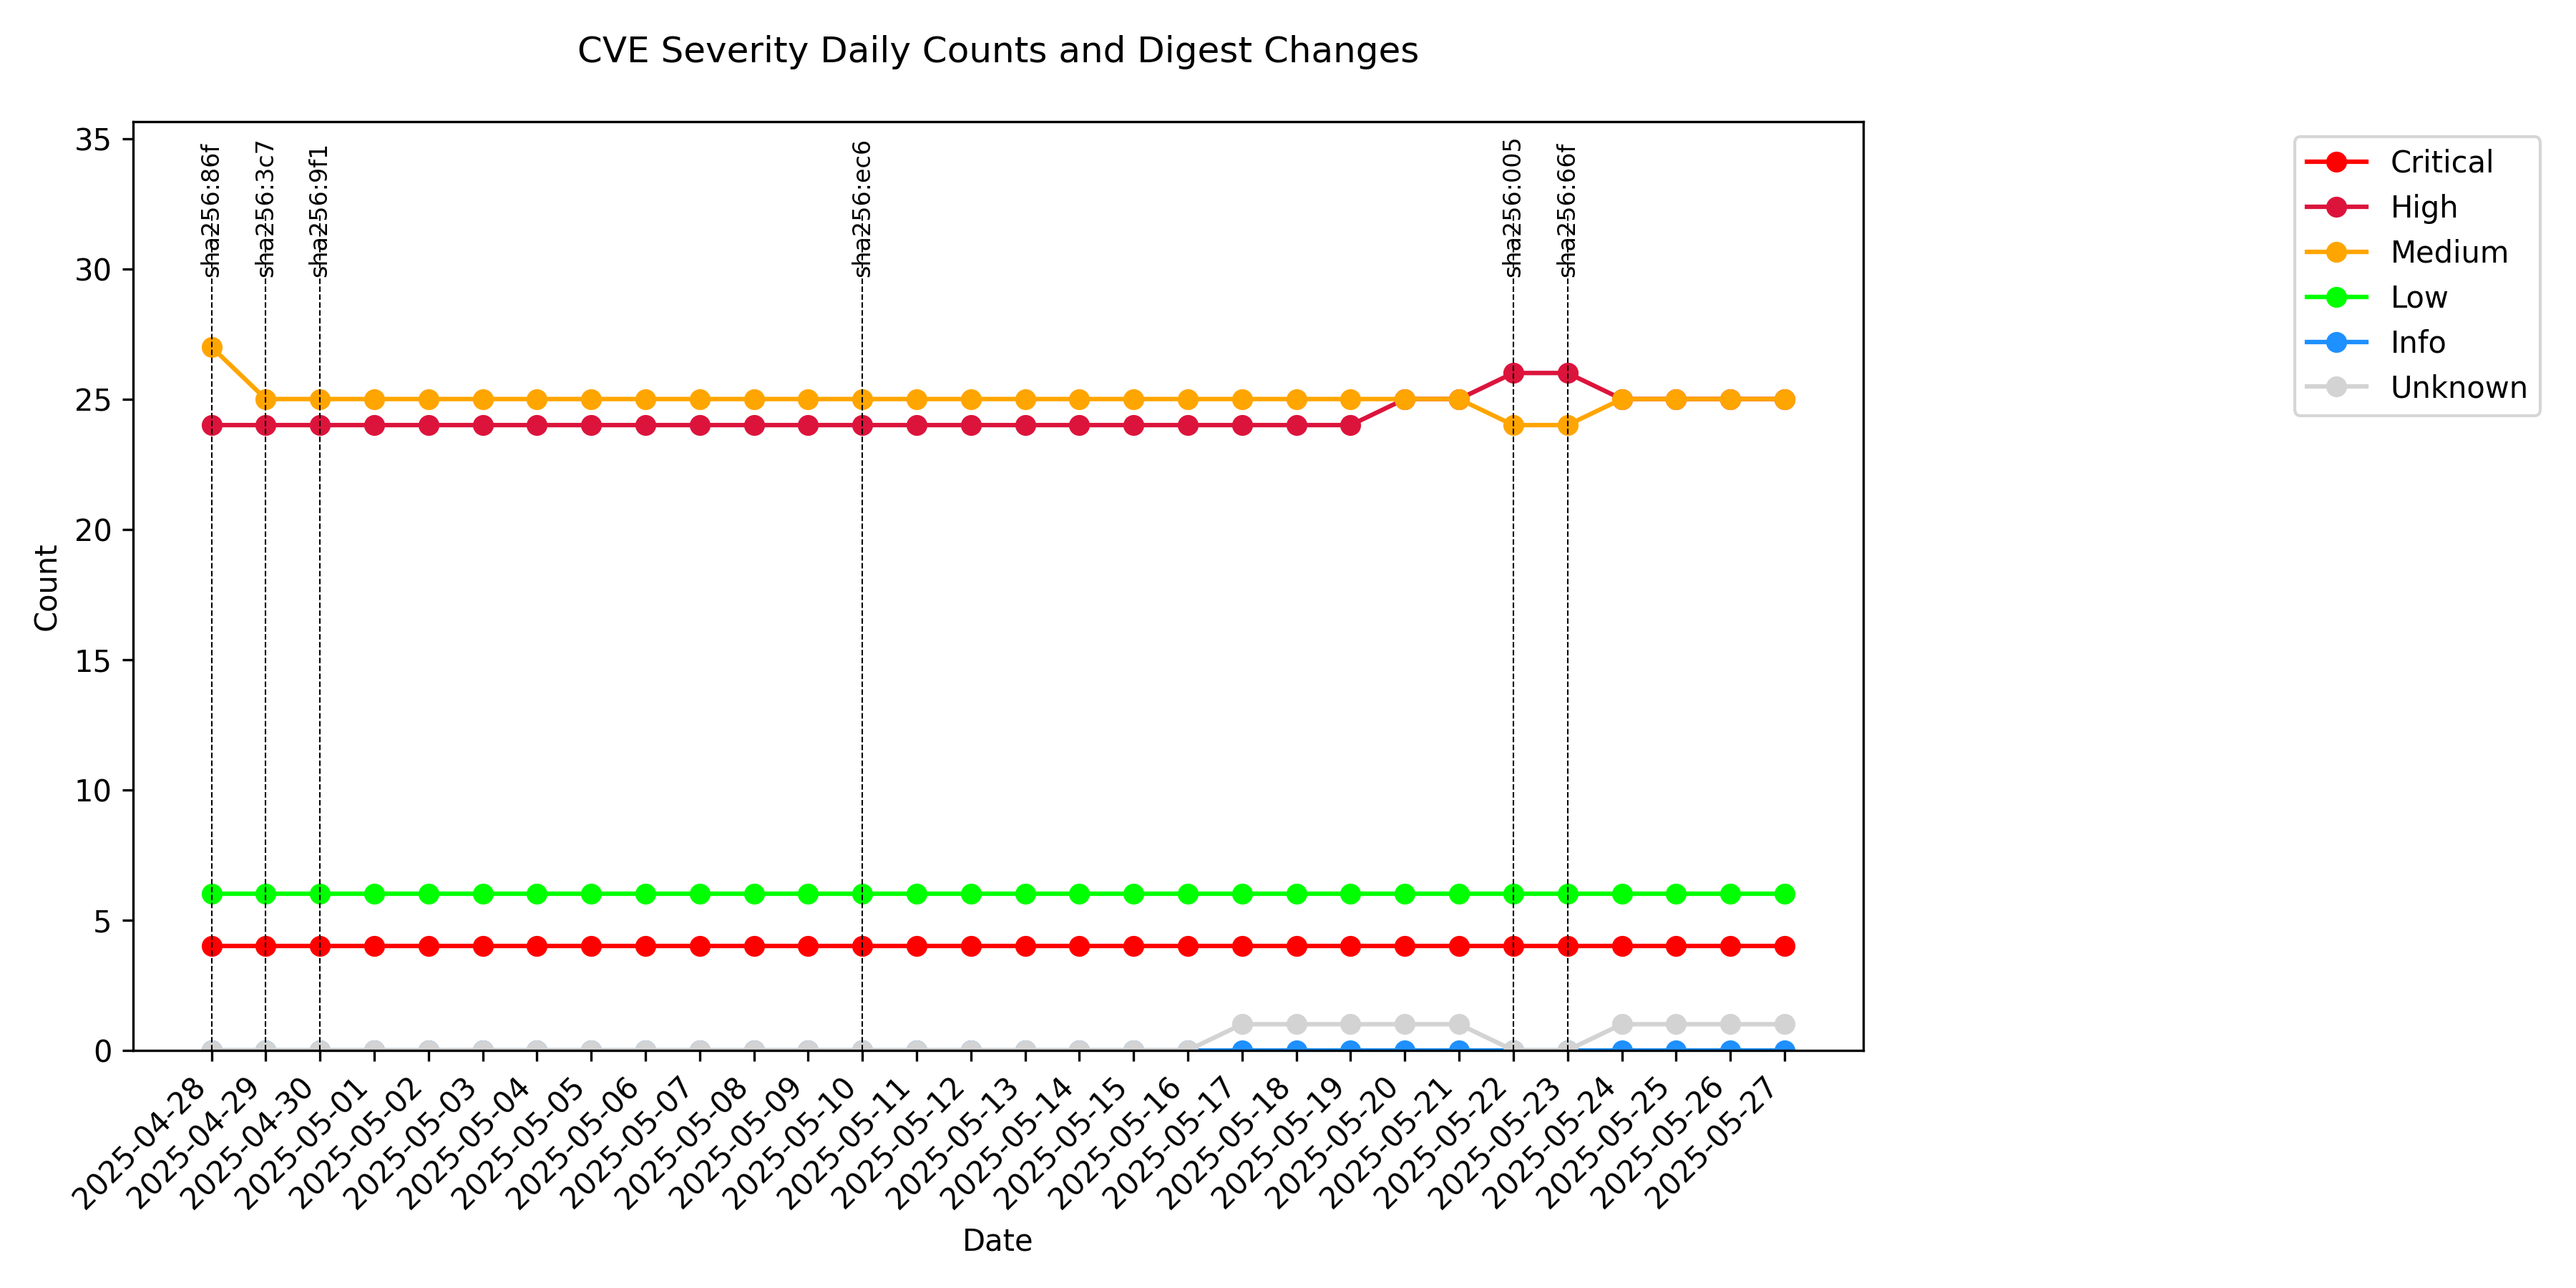 CVE Severity Daily Counts and Digest Changes
35
30
25
20
15
10
5
0
Count
sha256:86f
sha256:3c7
sha256:9f1
sha256:ec6
sha256:005
sha256:66f
Critical
High
Medium
Low
Info
Unknown
2025-04-28
2025-04-29
2025-04-30
2025-05-01
2025-05-02
2025-05-03
2025-05-04
2025-05-05
2025-05-06
2025-05-07
2025-05-08
2025-05-09
2025-05-10
2025-05-11
2025-05-12
2025-05-13
2025-05-14
2025-05-15
2025-05-16
2025-05-17
2025-05-18
2025-05-19
2025-05-20
2025-05-21
2025-05-22
2025-05-23
2025-05-24
2025-05-25
2025-05-26
2025-05-27
Date